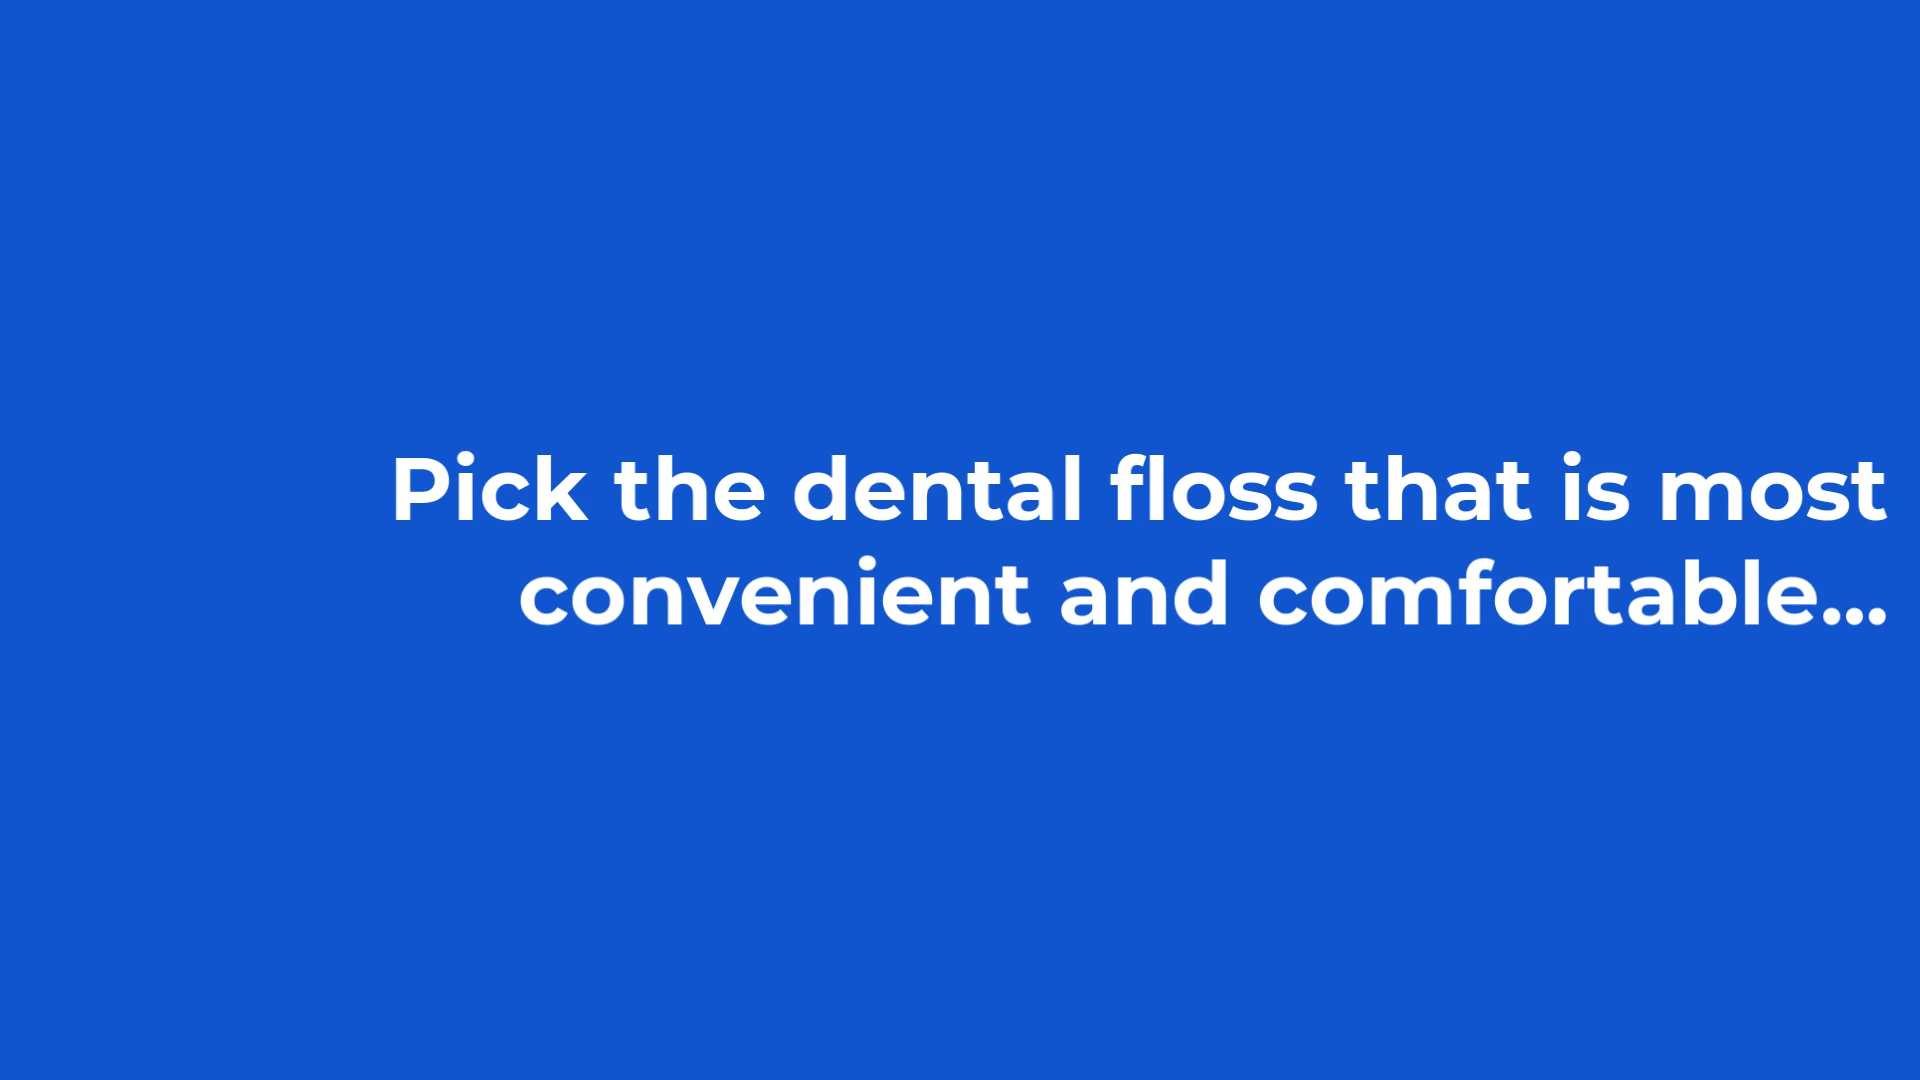 Pick the dental floss that is most
convenient and comfortable...